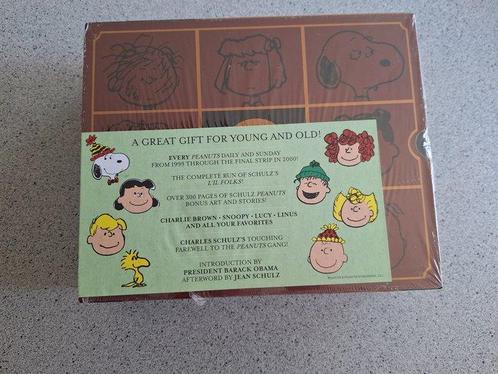 A GREAT GIFT FOR YOUNG AND OLD!
EVERY PEANUTS DAILY AND SUNDAY
FROM 1999 THROUGH THE FINAL STRIP IN 2000!
THE COMPLETE RUN OF SCHULZ'S
LI'L FOLKS!
OVER 300 PAGES OF SCHULZ PEANUTS
BONUS ART AND STORIES!
CHARLIE BROWN • SNOOPY • LUCY • LINUS
AND ALL YOUR FAVORITES
CHARLES SCHULZ'S TOUCHING
FAREWELL TO THE PEANUTS GANG!
INTRODUCTION BY
PRESIDENT BARACK OBAMA
AFTERWORD BY JEAN SCHULZ